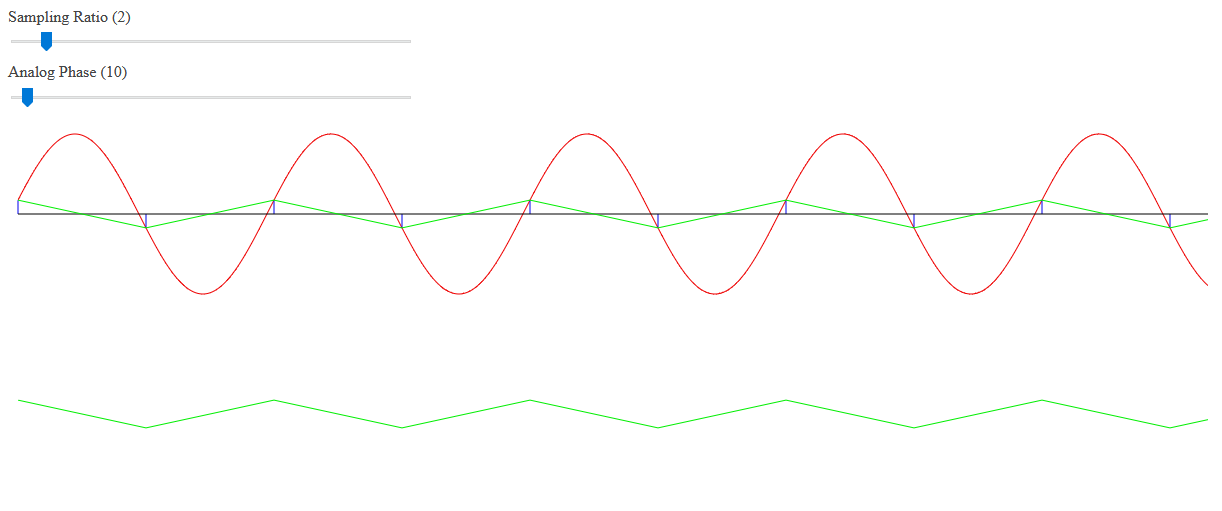 Sampling Ratio (2)
Analog Phase (10)